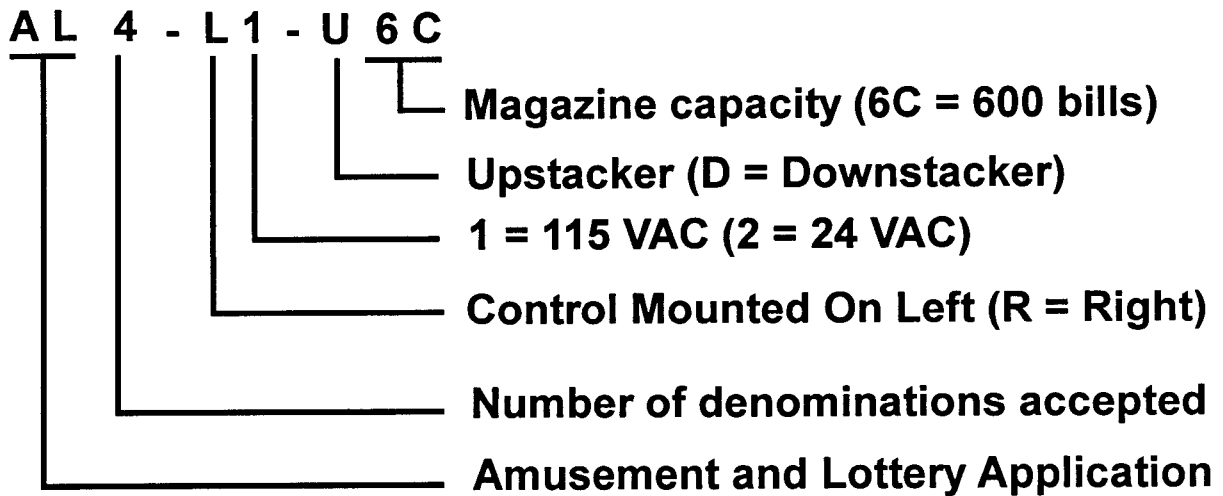 AL 4 - L 1 - U 6C
Magazine capacity (6C = 600 bills)
Upstacker (D = Downstacker)
1 = 115 VAC (2 = 24 VAC)
Control Mounted On Left (R = Right)
Number of denominations accepted
Amusement and Lottery Application